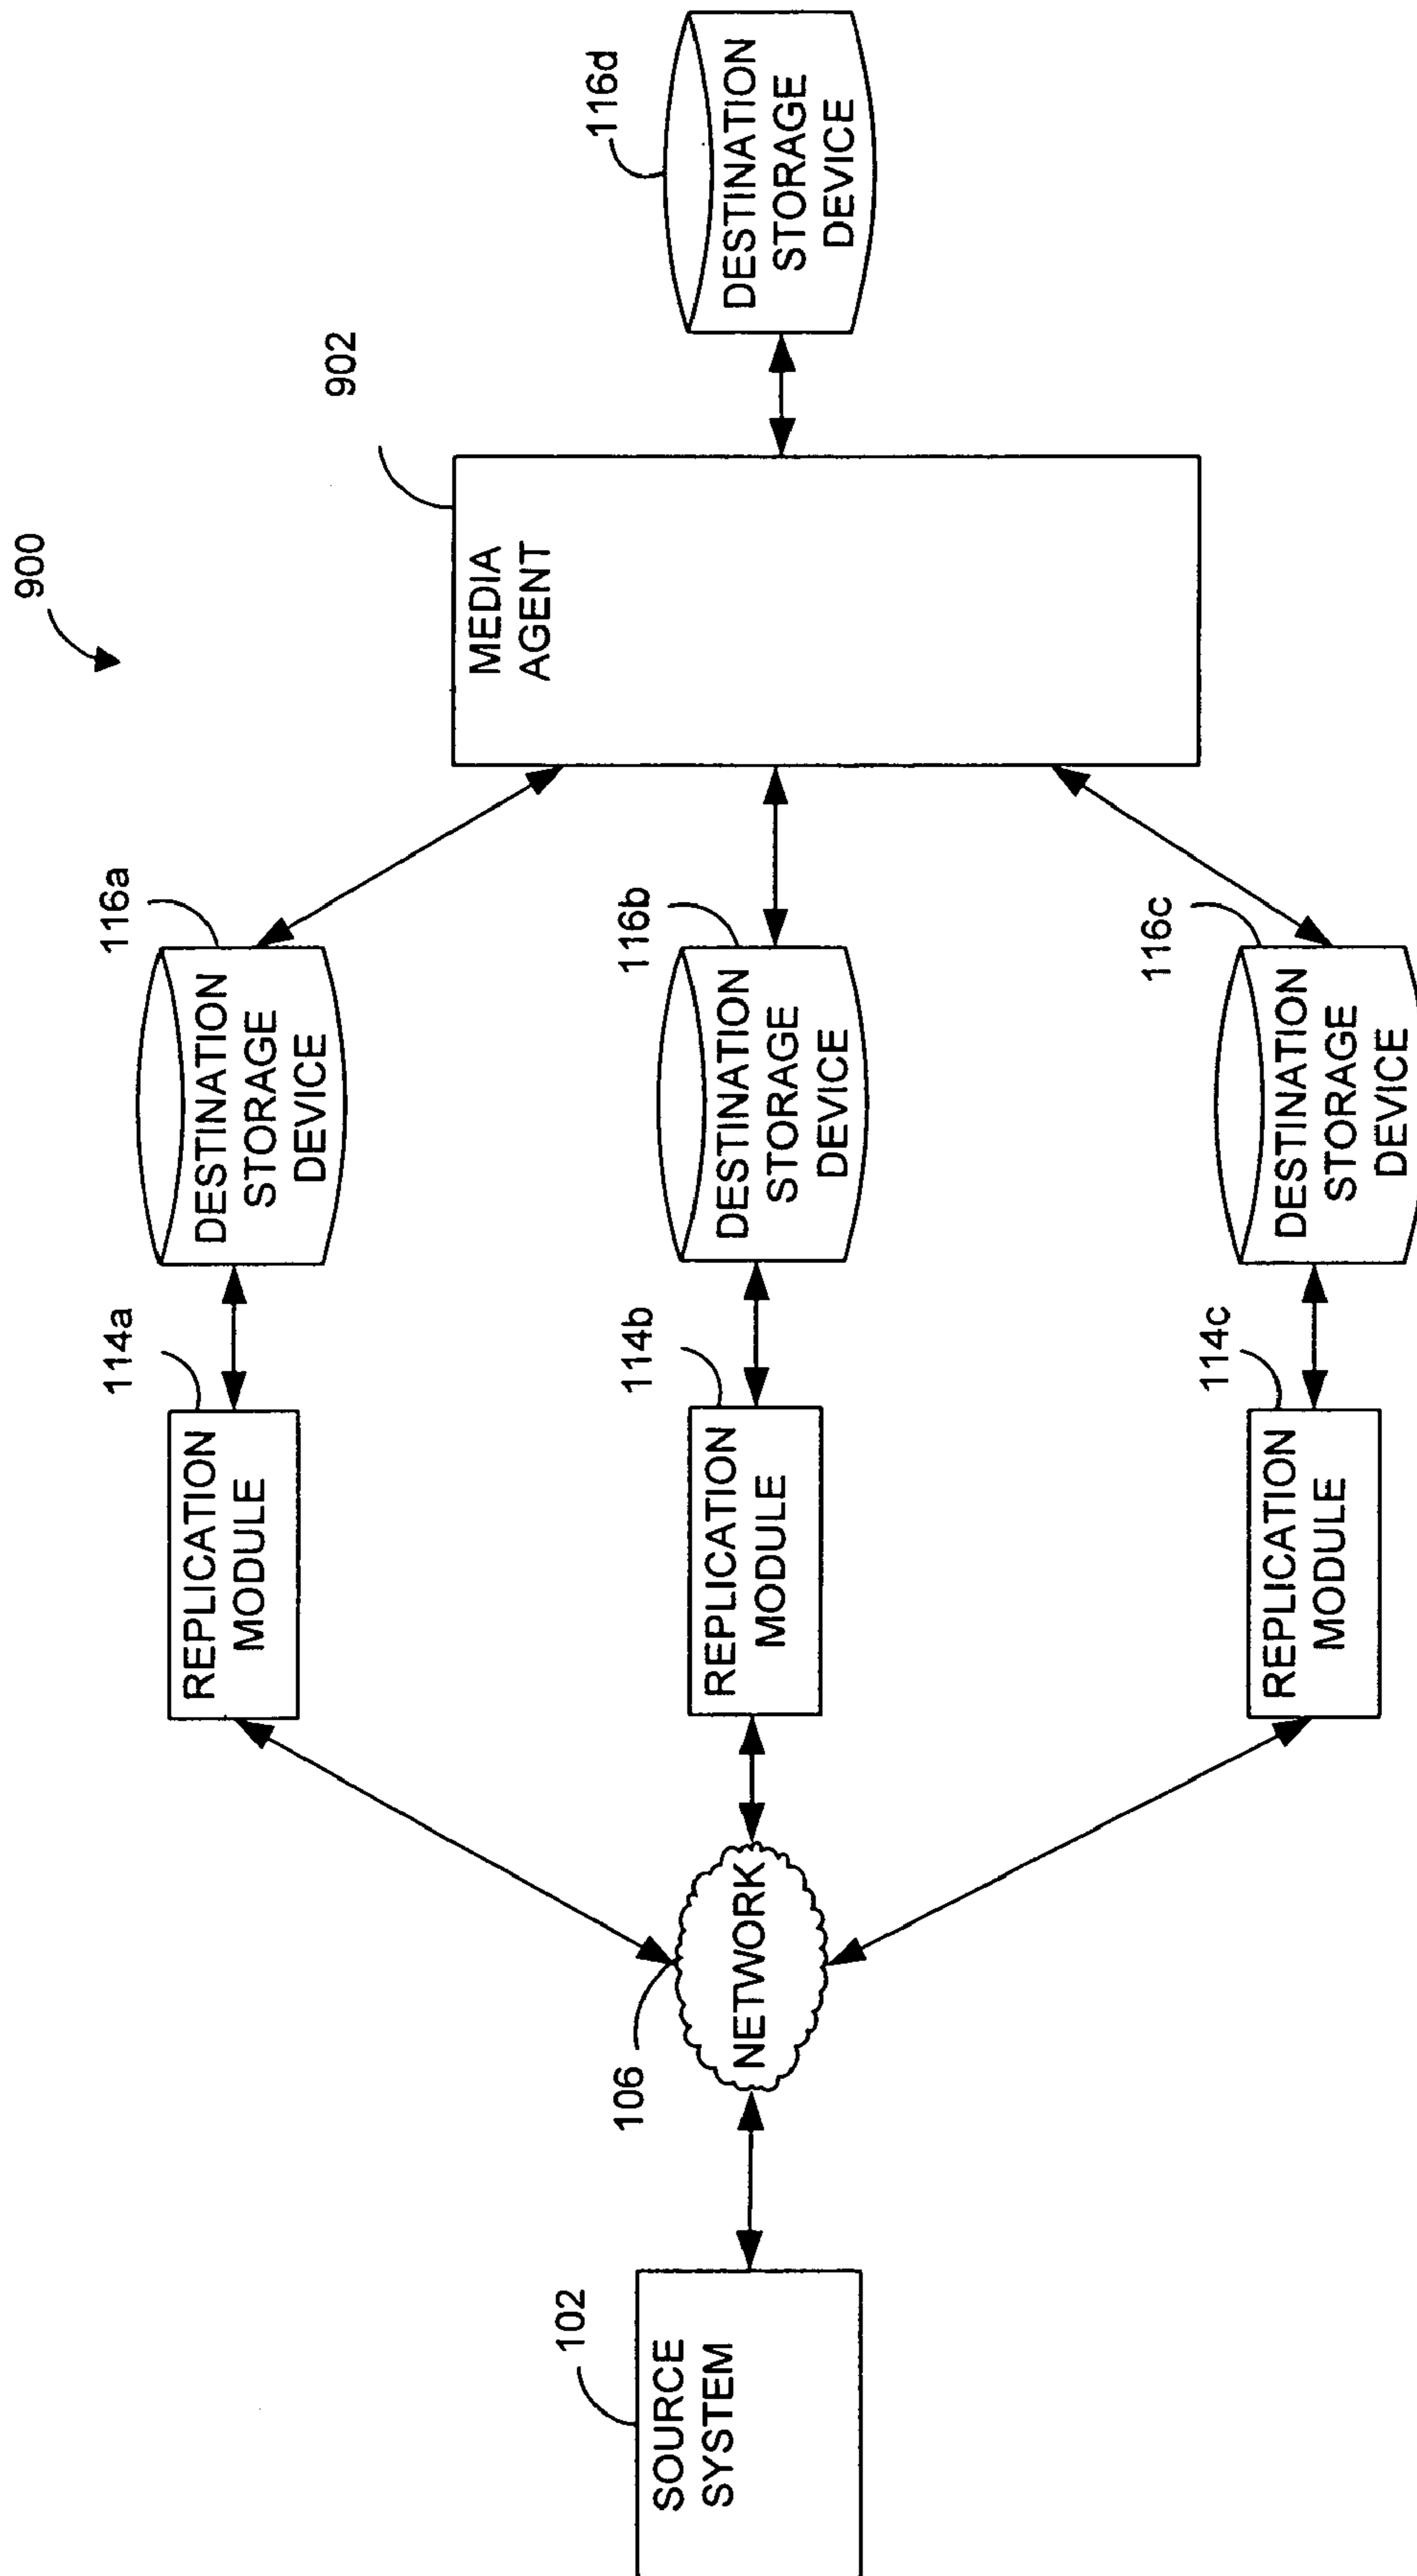 900
SOURCE
SYSTEM
102
NETWORK
106
REPLICATION
MODULE
114a
DESTINATION
STORAGE
DEVICE
116a
REPLICATION
MODULE
114b
DESTINATION
STORAGE
DEVICE
116b
REPLICATION
MODULE
114c
DESTINATION
STORAGE
DEVICE
116c
MEDIA
AGENT
902
DESTINATION
STORAGE
DEVICE
116d